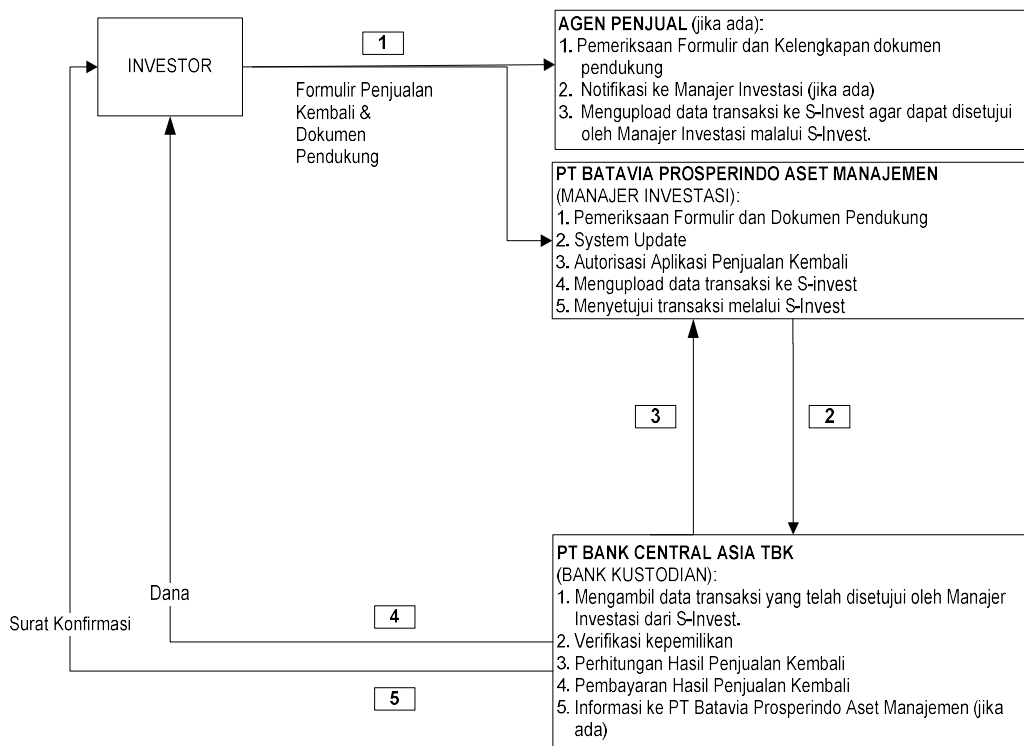 INVESTOR
1
Formulir Penjualan
Kembali &
Dokumen
Pendukung
AGEN PENJUAL (jika ada):
1. Pemeriksaan Formulir dan Kelengkapan dokumen
pendukung
2. Notifikasi ke Manajer Investasi (jika ada)
3. Mengupload data transaksi ke S-Invest agar dapat disetujui
oleh Manajer Investasi malalui S-Invest.
PT BATAVIA PROSPERINDO ASET MANAJEMEN
(MANAJER INVESTASI):
1. Pemeriksaan Formulir dan Dokumen Pendukung
2. System Update
3. Autorisasi Aplikasi Penjualan Kembali
4. Mengupload data transaksi ke S-invest
5. Menyetujui transaksi melalui S-Invest
3
2
PT BANK CENTRAL ASIA TBK
(BANK KUSTODIAN):
1. Mengambil data transaksi yang telah disetujui oleh Manajer
Investasi dari S-Invest.
2. Verifikasi kepemilikan
3. Perhitungan Hasil Penjualan Kembali
4. Pembayaran Hasil Penjualan Kembali
5. Informasi ke PT Batavia Prosperindo Aset Manajemen (jika
ada)
Dana
4
Surat Konfirmasi
5